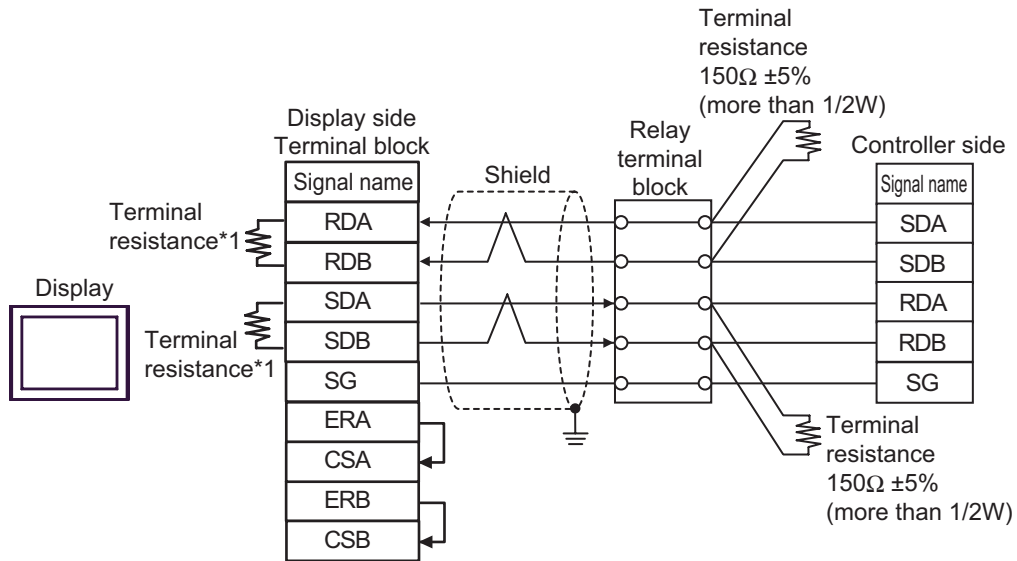 Terminal
resistance
150Ω ±5%
(more than 1/2W)
Display side
Terminal block
Relay
terminal
block
Controller side
Signal name
Shield
Signal name
Terminal
resistance*1
RDA
SDA
RDB
SDB
Display
SDA
RDA
Terminal
resistance*1
SDB
RDB
SG
SG
ERA
CSA
ERB
CSB
Terminal
resistance
150Ω ±5%
(more than 1/2W)